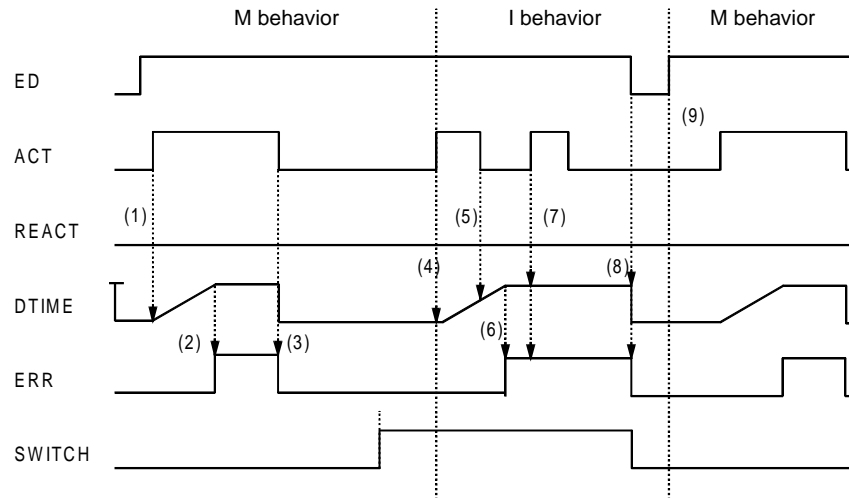 M behavior I behavior M behavior
ED
(9)
ACT
(1) (5) (7)
REACT
(4) (8)
DTIME
(2) (3) (6)
ERR
SWITCH